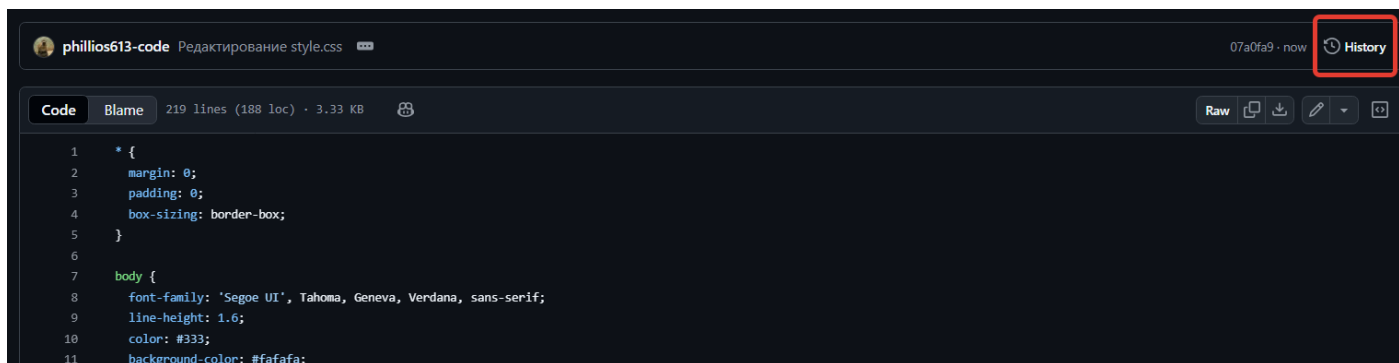 phillios613-code Редактирование style.css 07a0fa9 · now History
Code Blame 219 lines (188 loc) · 3.33 KB Raw
1 * {
2 margin: 0;
3 padding: 0;
4 box-sizing: border-box;
5 }
6
7 body {
8 font-family: 'Segoe UI', Tahoma, Geneva, Verdana, sans-serif;
9 line-height: 1.6;
10 color: #333;
11 background-color: #fafafa;